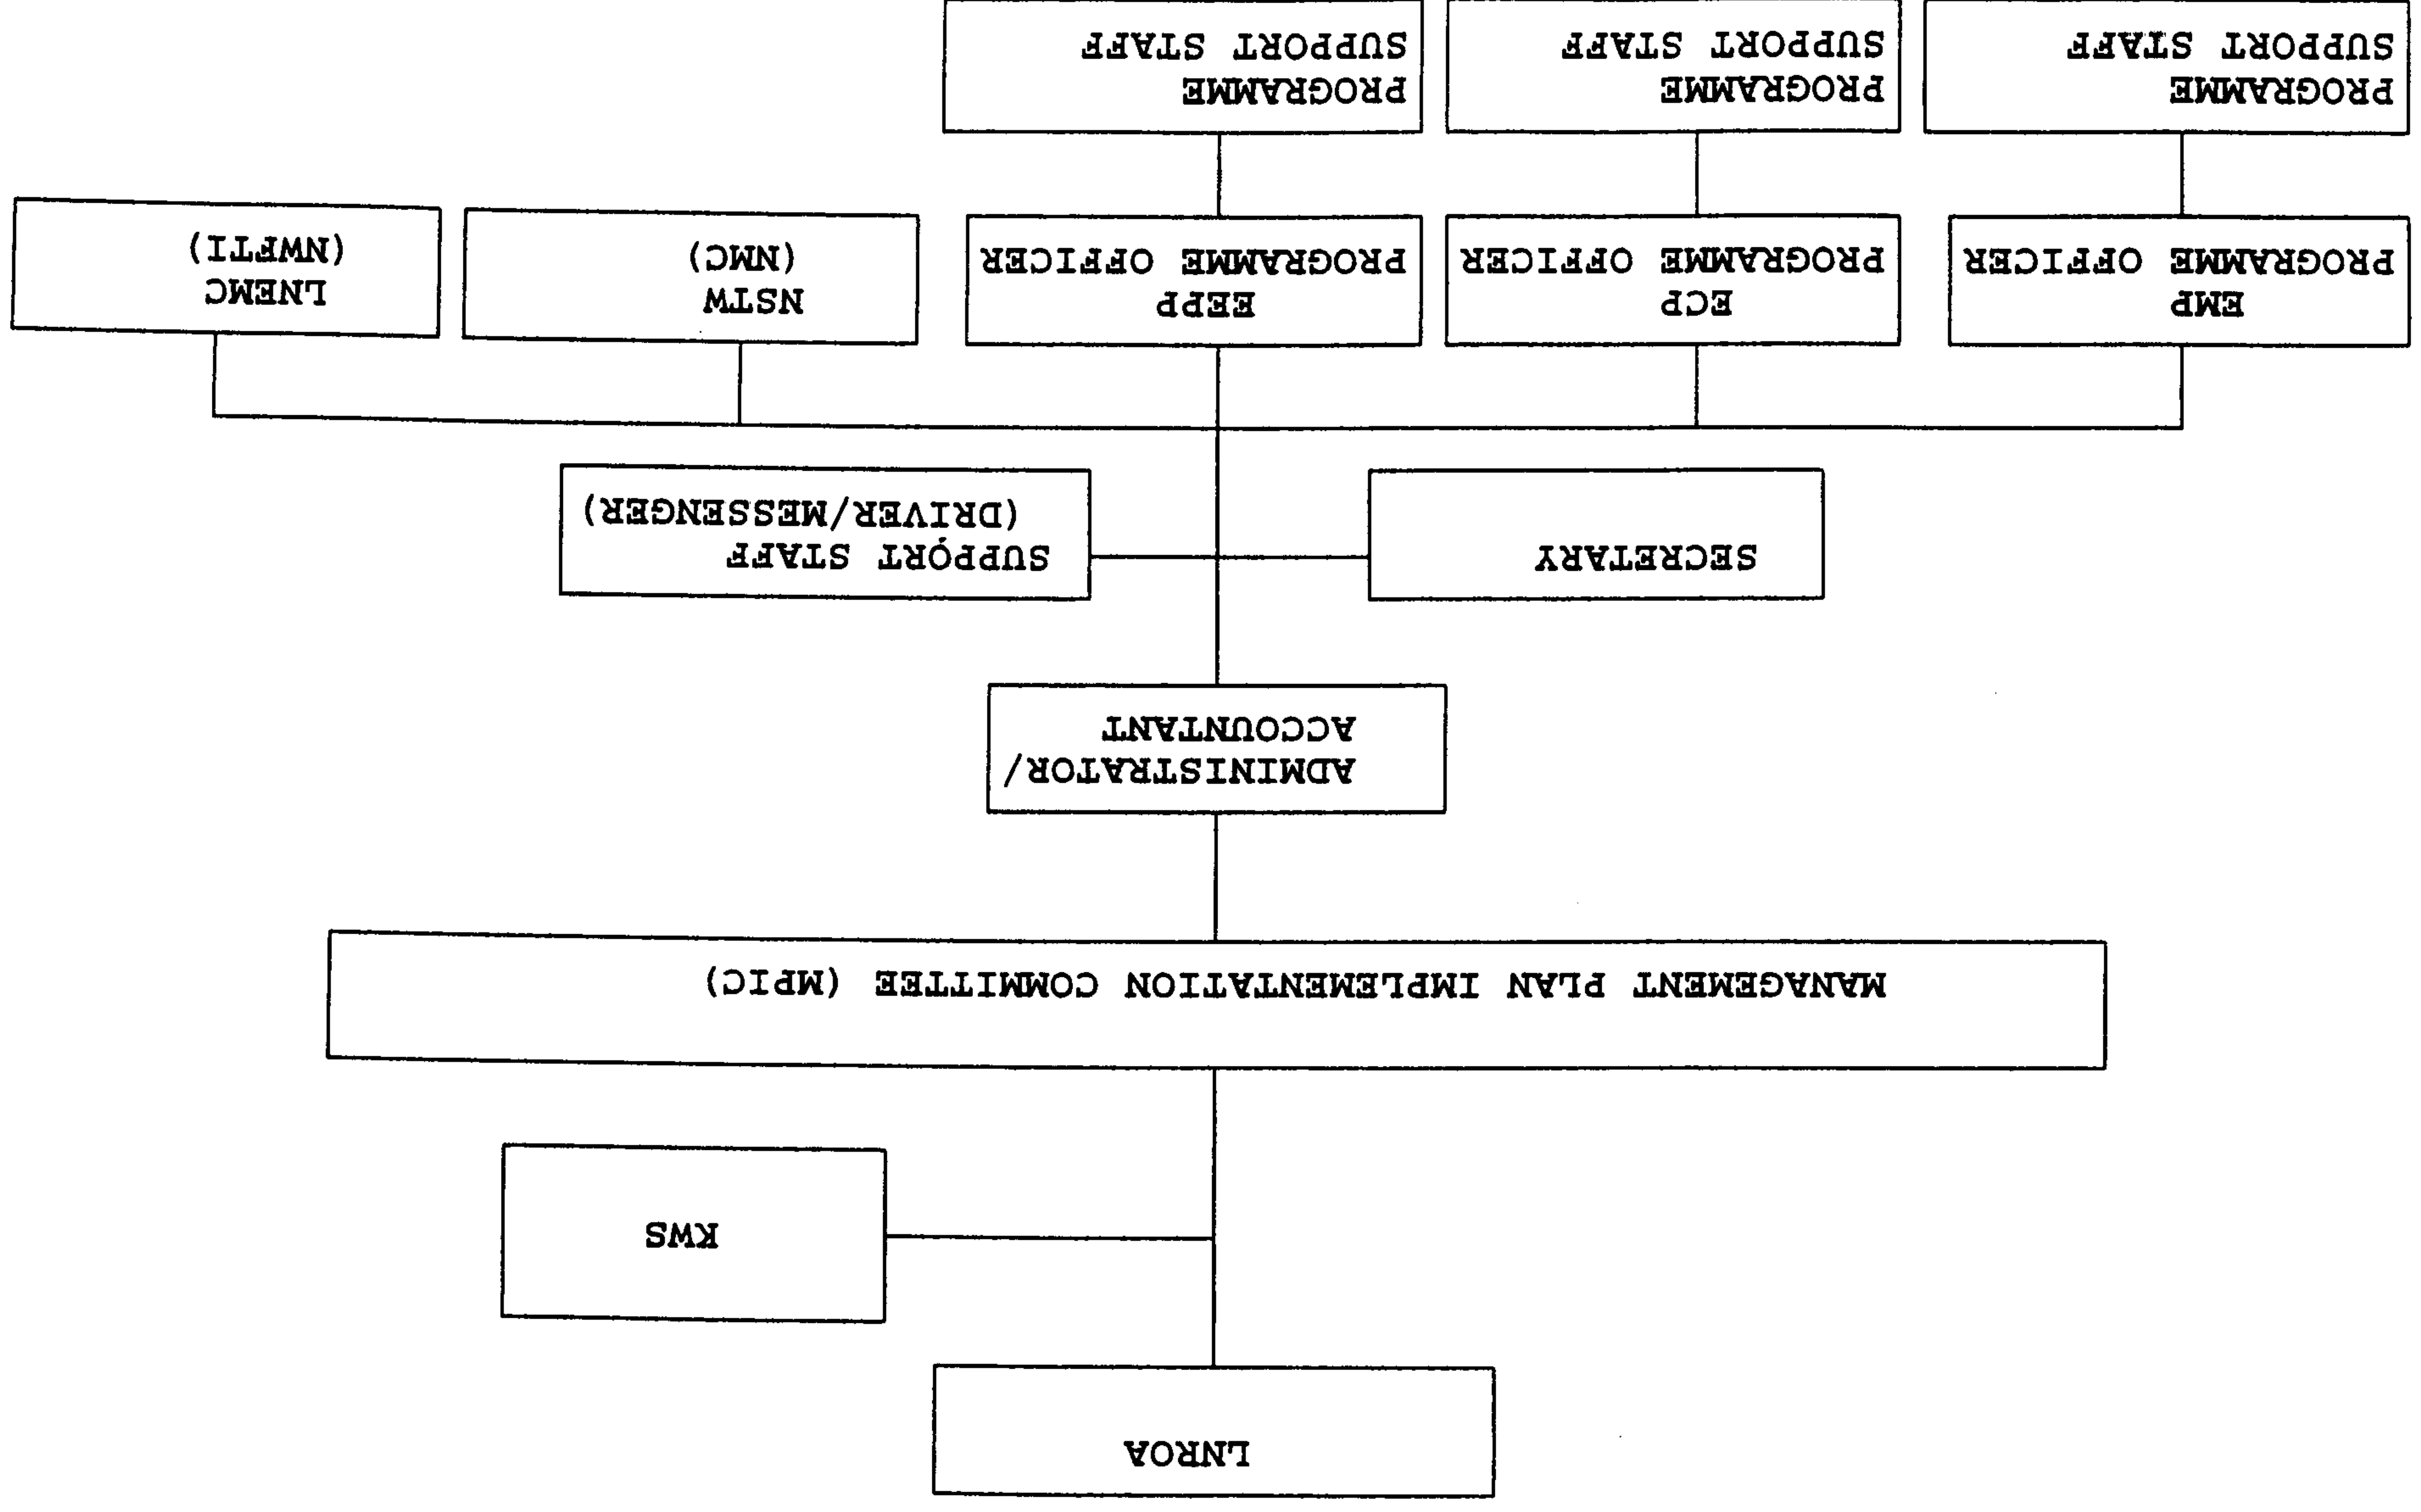 LNROA
KWS
MANAGEMENT PLAN IMPLEMENTATION COMMITTEE (MPIC)
ADMINISTRATOR/
ACCOUNTANT
SECRETARY
SUPPORT STAFF
(DRIVER/MESSENGER)
EMP
PROGRAMME OFFICER
ECP
PROGRAMME OFFICER
EEPP
PROGRAMME OFFICER
NSTW
(NMC)
LNEMC
(NWFTI)
PROGRAMME
SUPPORT STAFF
PROGRAMME
SUPPORT STAFF
PROGRAMME
SUPPORT STAFF